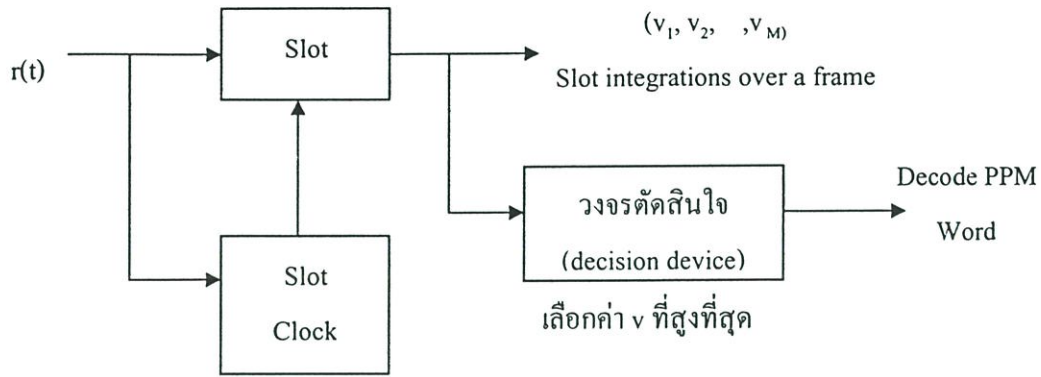 r(t)
Slot
(v1, v2, ,vM)
Slot integrations over a frame
Slot
Clock
วงจรตัดสินใจ
(decision device)
เลือกค่า v ที่สูงที่สุด
Decode PPM
Word